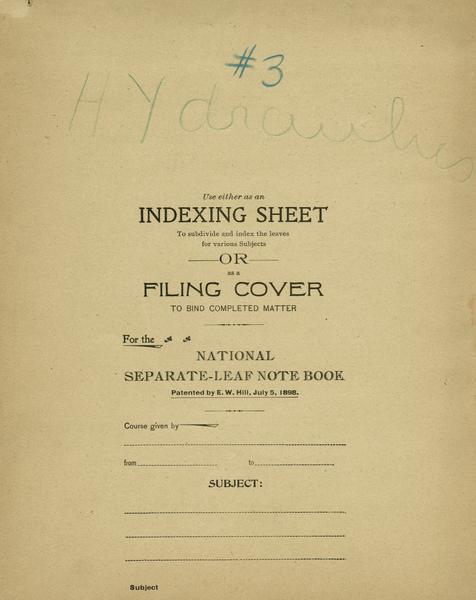 #3
HYdraulics
Use either as an
INDEXING SHEET
To subdivide and index the leaves
for various Subjects
OR
as a
FILING COVER
TO BIND COMPLETED MATTER
For the
NATIONAL
SEPARATE-LEAF NOTE BOOK
Patented by E. W. Hill, July 5, 1898.
Course given by
from to
SUBJECT:
Subject